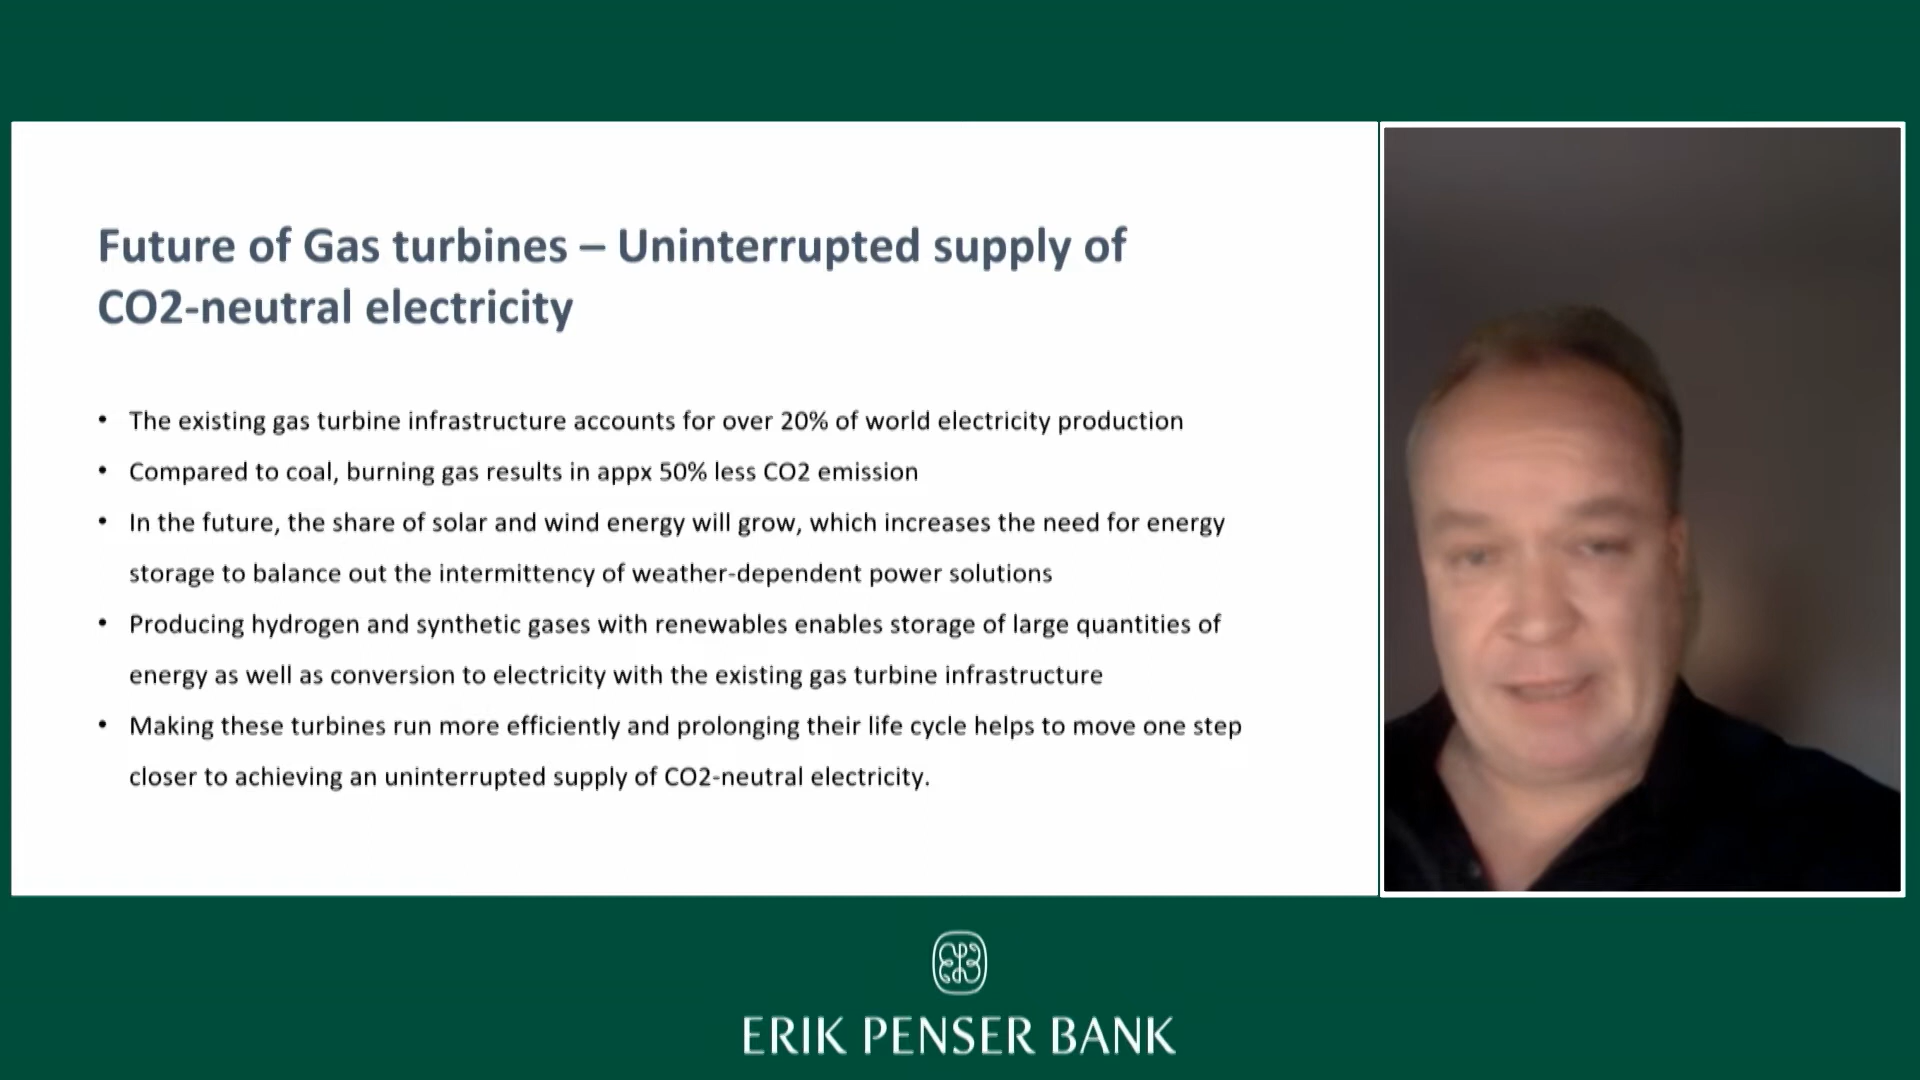 Future of Gas turbines – Uninterrupted supply of
CO2-neutral electricity
• The existing gas turbine infrastructure accounts for over 20% of world electricity production
• Compared to coal, burning gas results in appx 50% less CO2 emission
• In the future, the share of solar and wind energy will grow, which increases the need for energy
storage to balance out the intermittency of weather-dependent power solutions
• Producing hydrogen and synthetic gases with renewables enables storage of large quantities of
energy as well as conversion to electricity with the existing gas turbine infrastructure
• Making these turbines run more efficiently and prolonging their life cycle helps to move one step
closer to achieving an uninterrupted supply of CO2-neutral electricity.
ERIK PENSER BANK